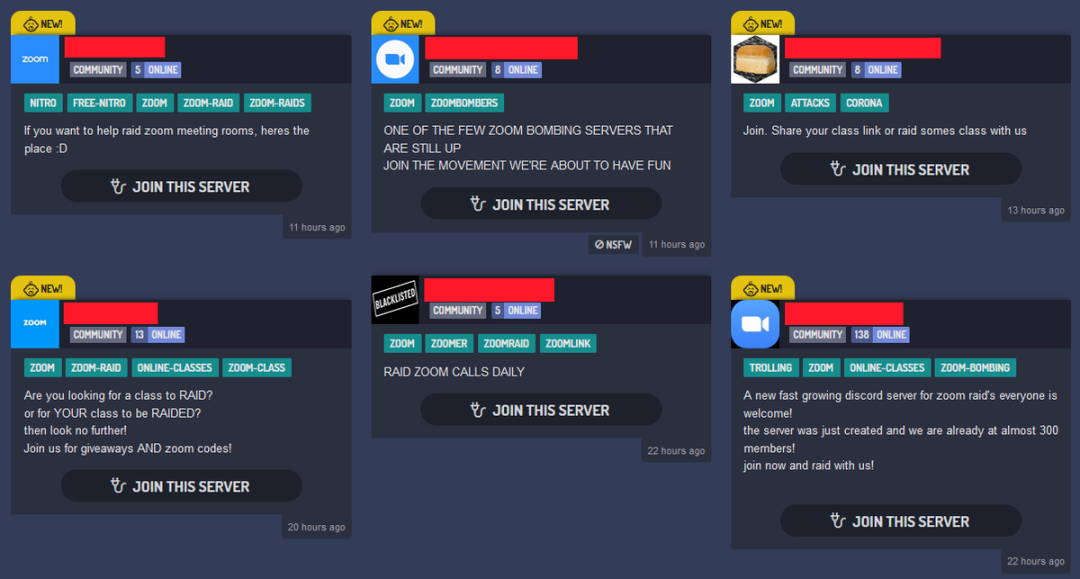 NEW!
zoom
COMMUNITY 5 ONLINE
NITRO FREE-NITRO ZOOM ZOOM-RAID ZOOM-RAIDS
If you want to help raid zoom meeting rooms, heres the
place :D
JOIN THIS SERVER
11 hours ago
NEW!
COMMUNITY 8 ONLINE
ZOOM ZOOMBOMBERS
ONE OF THE FEW ZOOM BOMBING SERVERS THAT
ARE STILL UP
JOIN THE MOVEMENT WE'RE ABOUT TO HAVE FUN
JOIN THIS SERVER
NSFW 11 hours ago
NEW!
COMMUNITY 8 ONLINE
ZOOM ATTACKS CORONA
Join. Share your class link or raid somes class with us
JOIN THIS SERVER
13 hours ago
NEW!
zoom
COMMUNITY 13 ONLINE
ZOOM ZOOM-RAID ONLINE-CLASSES ZOOM-CLASS
Are you looking for a class to RAID?
or for YOUR class to be RAIDED?
then look no further!
Join us for giveaways AND zoom codes!
JOIN THIS SERVER
20 hours ago
BLACKLISTED
COMMUNITY 5 ONLINE
ZOOM ZOOMER ZOOMRAID ZOOMLINK
RAID ZOOM CALLS DAILY
JOIN THIS SERVER
22 hours ago
NEW!
COMMUNITY 138 ONLINE
TROLLING ZOOM ONLINE-CLASSES ZOOM-BOMBING
A new fast growing discord server for zoom raid's everyone is
welcome!
the server was just created and we are already at almost 300
members!
join now and raid with us!
JOIN THIS SERVER
22 hours ago